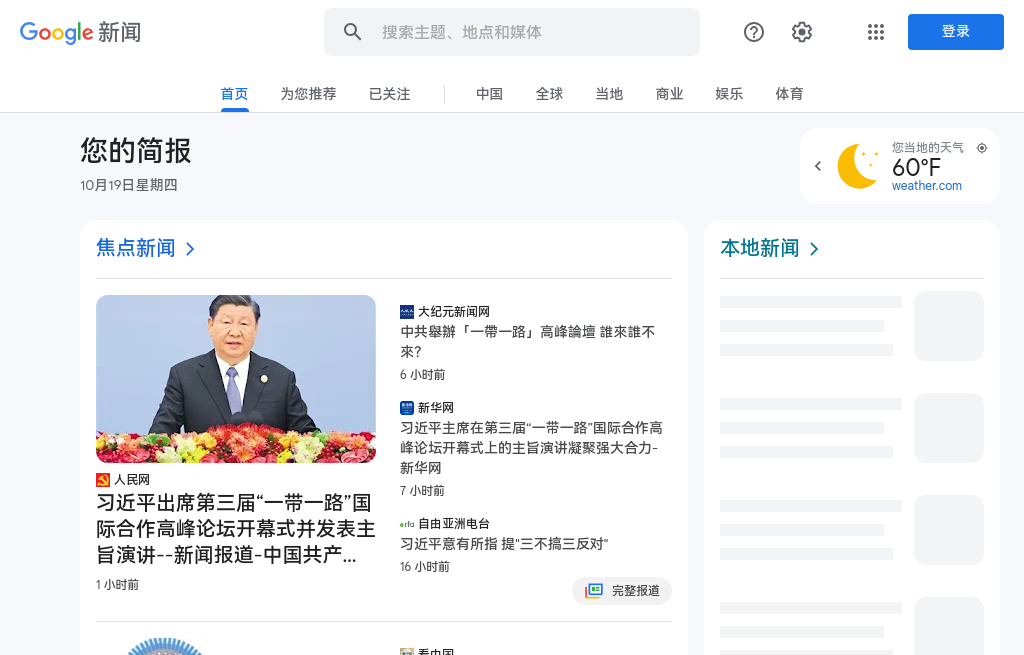 Google 新闻
搜索主题、地点和媒体
登录
首页
为您推荐
已关注
中国
全球
当地
商业
娱乐
体育
您的简报
10月19日星期四
您当地的天气
60°F
weather.com
焦点新闻
人民网
习近平出席第三届“一带一路”国
际合作高峰论坛开幕式并发表主
旨演讲--新闻报道-中国共产...
1 小时前
大纪元新闻网
中共舉辦「一帶一路」高峰論壇 誰來誰不
來?
6 小时前
新华网
习近平主席在第三届“一带一路”国际合作高
峰论坛开幕式上的主旨演讲凝聚强大合力-
新华网
7 小时前
rfa 自由亚洲电台
习近平意有所指 提"三不搞三反对"
16 小时前
完整报道
看中国
本地新闻